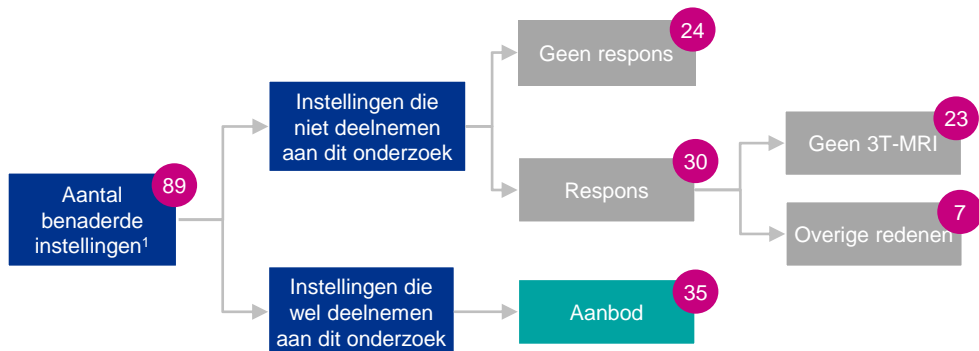 24
Geen respons
Instellingen die
niet deelnemen
aan dit onderzoek
23
Geen 3T-MRI
30
Respons
89
Aantal
benaderde
instellingen¹
7
Overige redenen
Instellingen die
wel deelnemen
aan dit onderzoek
35
Aanbod